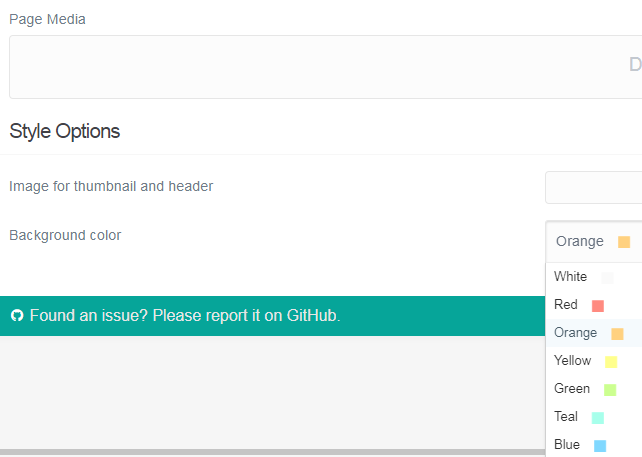 Page Media
D
Style Options
Image for thumbnail and header
Background color
Orange
White
Red
Orange
Yellow
Green
Teal
Blue
Found an issue? Please report it on GitHub.